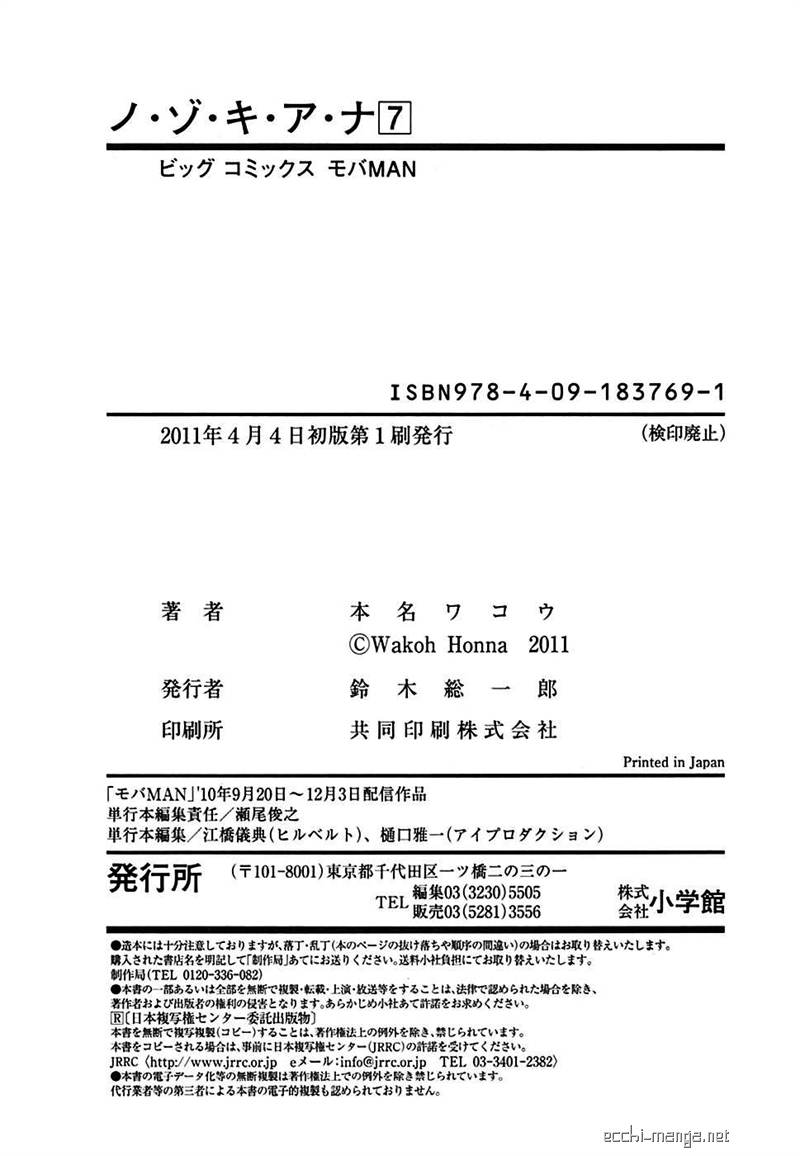 ノ・ゾ・キ・ア・ナ7
ビッグ コミックス モバMAN
ISBN978-4-09-183769-1
2011年4月4日初版第1刷発行 (検印廃止)
著者 本名ワコウ
©Wakoh Honna 2011
発行者 鈴木総一郎
印刷所 共同印刷株式会社
Printed in Japan
「モバMAN」'10年9月20日〜12月3日配信作品
単行本編集責任／瀬尾俊之
単行本編集／江橋儀典(ヒルベルト)、樋口雅一(アイプロダクション)
発行所 (〒101-8001)東京都千代田区一ツ橋二の三の一
TEL 編集03(3230)5505
販売03(5281)3556
株式会社 小学館
●造本には十分注意しておりますが、落丁・乱丁(本のページの抜け落ちや順序の間違い)の場合はお取り替えいたします。
購入された書店名を明記して「制作局」あてにお送りください。送料小社負担にてお取り替えいたします。
制作局(TEL 0120-336-082)
●本書の一部あるいは全部を無断で複製・転載・上演・放送等をすることは、法律で認められた場合を除き、
著作者および出版者の権利の侵害となります。あらかじめ小社あて許諾をお求めください。
R〔日本複写権センター委託出版物〕
本書を無断で複写複製(コピー)することは、著作権法上の例外を除き、禁じられています。
本書をコピーされる場合は、事前に日本複写権センター(JRRC)の許諾を受けてください。
JRRC〈http://www.jrrc.or.jp eメール:info@jrrc.or.jp TEL 03-3401-2382〉
●本書の電子データ化等の無断複製は著作権法上での例外を除き禁じられています。
代行業者等の第三者による本書の電子的複製も認められておりません。
ecchi-manga.net